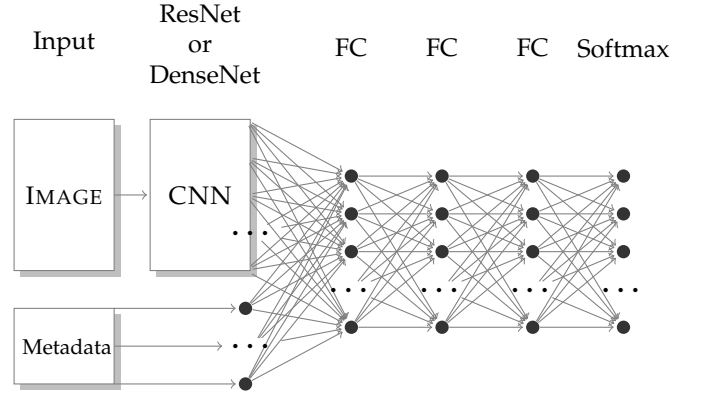 Input
ResNet
or
DenseNet
FC
FC
FC
Softmax
IMAGE
CNN
Metadata